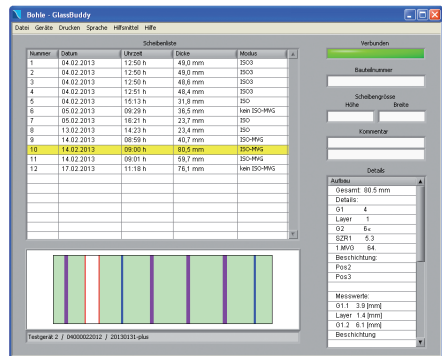 Bohle - GlassBuddy
Datei Geräte Drucken Sprache Hilfsmittel Hilfe
Scheibenliste
Nummer Datum Uhrzeit Dicke Modus
1 04.02.2013 12:50 h 49,0 mm ISO3
2 04.02.2013 12:50 h 49,0 mm ISO3
3 04.02.2013 12:50 h 48,6 mm ISO3
4 04.02.2013 12:51 h 48,4 mm ISO3
5 04.02.2013 15:13 h 31,8 mm ISO
6 05.02.2013 09:29 h 36,5 mm kein ISO-MVG
7 05.02.2013 16:21 h 23,7 mm ISO
8 13.02.2013 14:23 h 23,4 mm ISO
9 14.02.2013 08:59 h 40,7 mm ISO-MVG
10 14.02.2013 09:00 h 80,5 mm ISO-MVG
11 14.02.2013 09:01 h 59,7 mm ISO-MVG
12 17.02.2013 11:18 h 76,1 mm kein ISO-MVG
Testgerät 2 / 04000022012 / 20130131-plus
Verbunden
Bauteilnummer
Scheibengrösse
Höhe Breite
Kommentar
Details
Aufbau
Gesamt: 80.5 mm
Details:
G1 4
Layer 1
G2 6<
SZR1 5.3
1.MVG 64.
Beschichtung:
Pos2
Pos3
Messwerte:
G1.1 3.9 [mm]
Layer 1.4 [mm]
G1.2 6.1 [mm]
Beschichtung